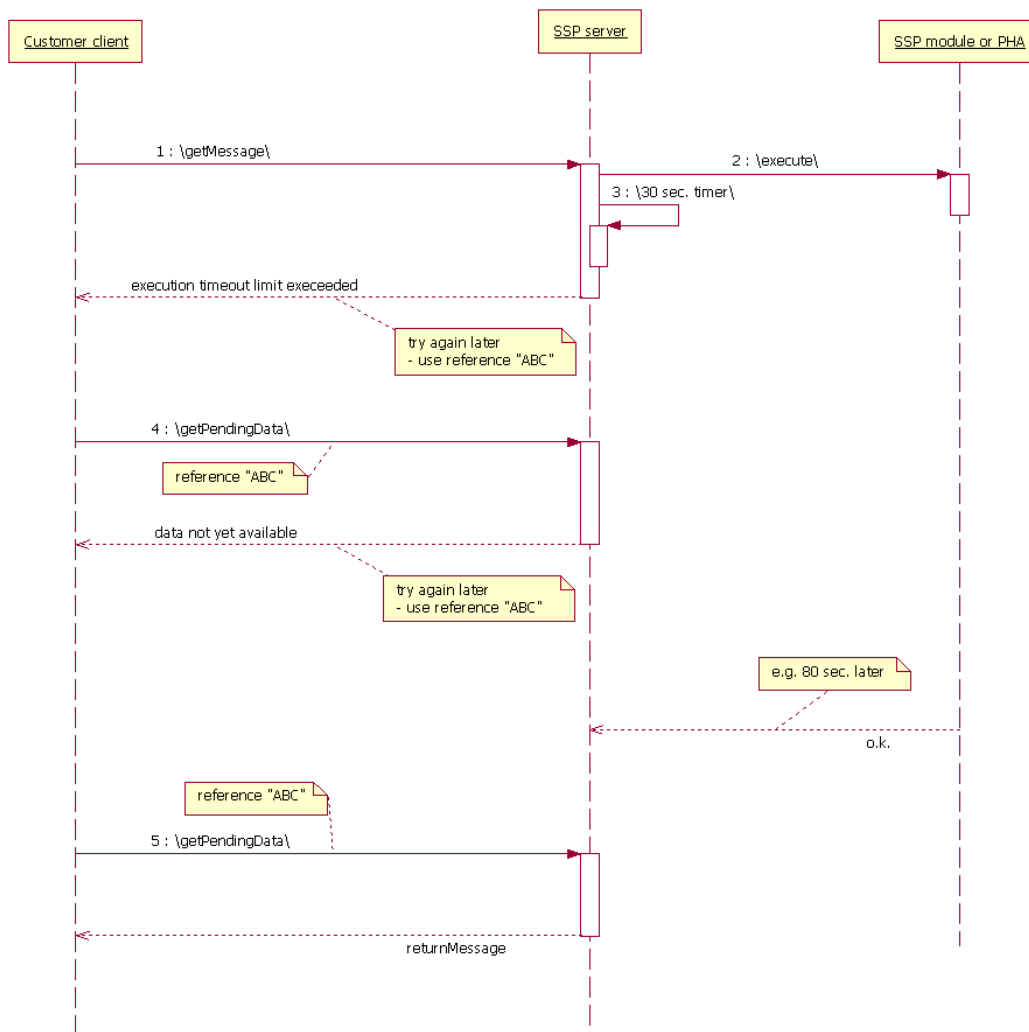 Customer client
SSP server
SSP module or PHA
1 : \getMessage\
2 : \execute\
3 : \30 sec. timer\
execution timeout limit execeeded
try again later
- use reference "ABC"
4 : \getPendingData\
reference "ABC"
data not yet available
try again later
- use reference "ABC"
e.g. 80 sec. later
o.k.
reference "ABC"
5 : \getPendingData\
returnMessage